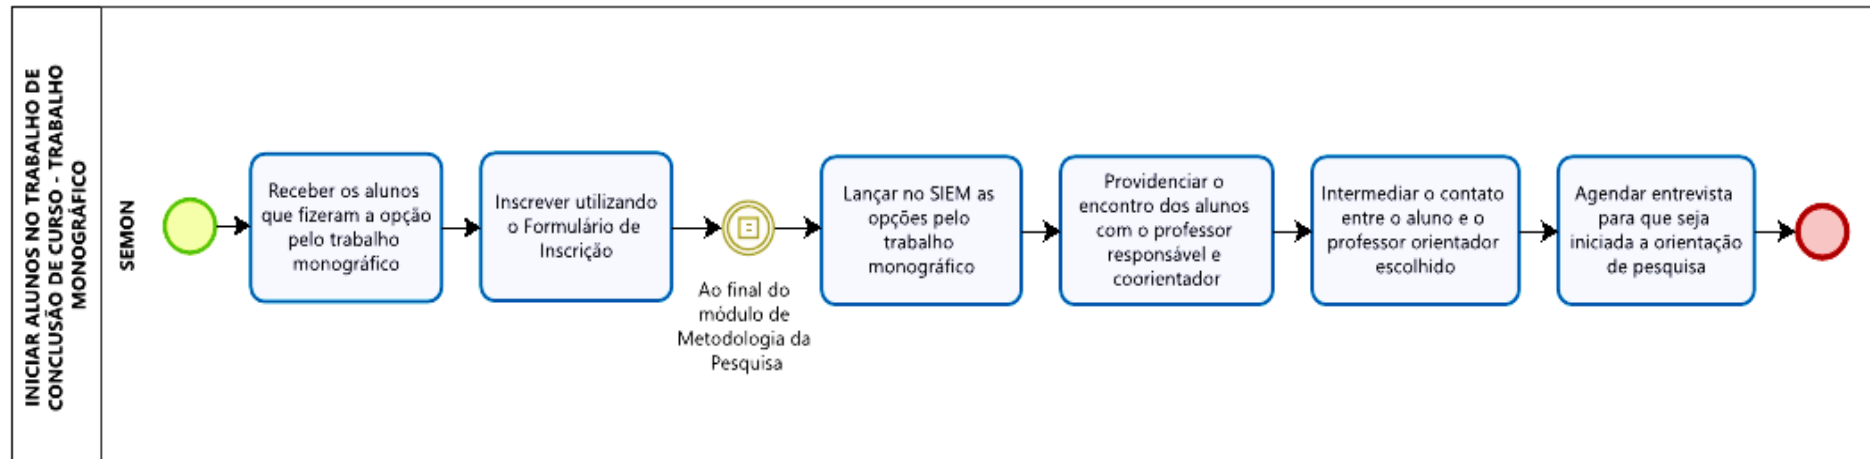 INICIAR ALUNOS NO TRABALHO DE
CONCLUSÃO DE CURSO - TRABALHO
MONOGRÁFICO
SEMON
Receber os alunos
que fizeram a opção
pelo trabalho
monográfico
Inscrever utilizando
o Formulário de
Inscrição
Ao final do
módulo de
Metodologia da
Pesquisa
Lançar no SIEM as
opções pelo
trabalho
monográfico
Providenciar o
encontro dos alunos
com o professor
responsável e
coorientador
Intermediar o contato
entre o aluno e o
professor orientador
escolhido
Agendar entrevista
para que seja
iniciada a orientação
de pesquisa